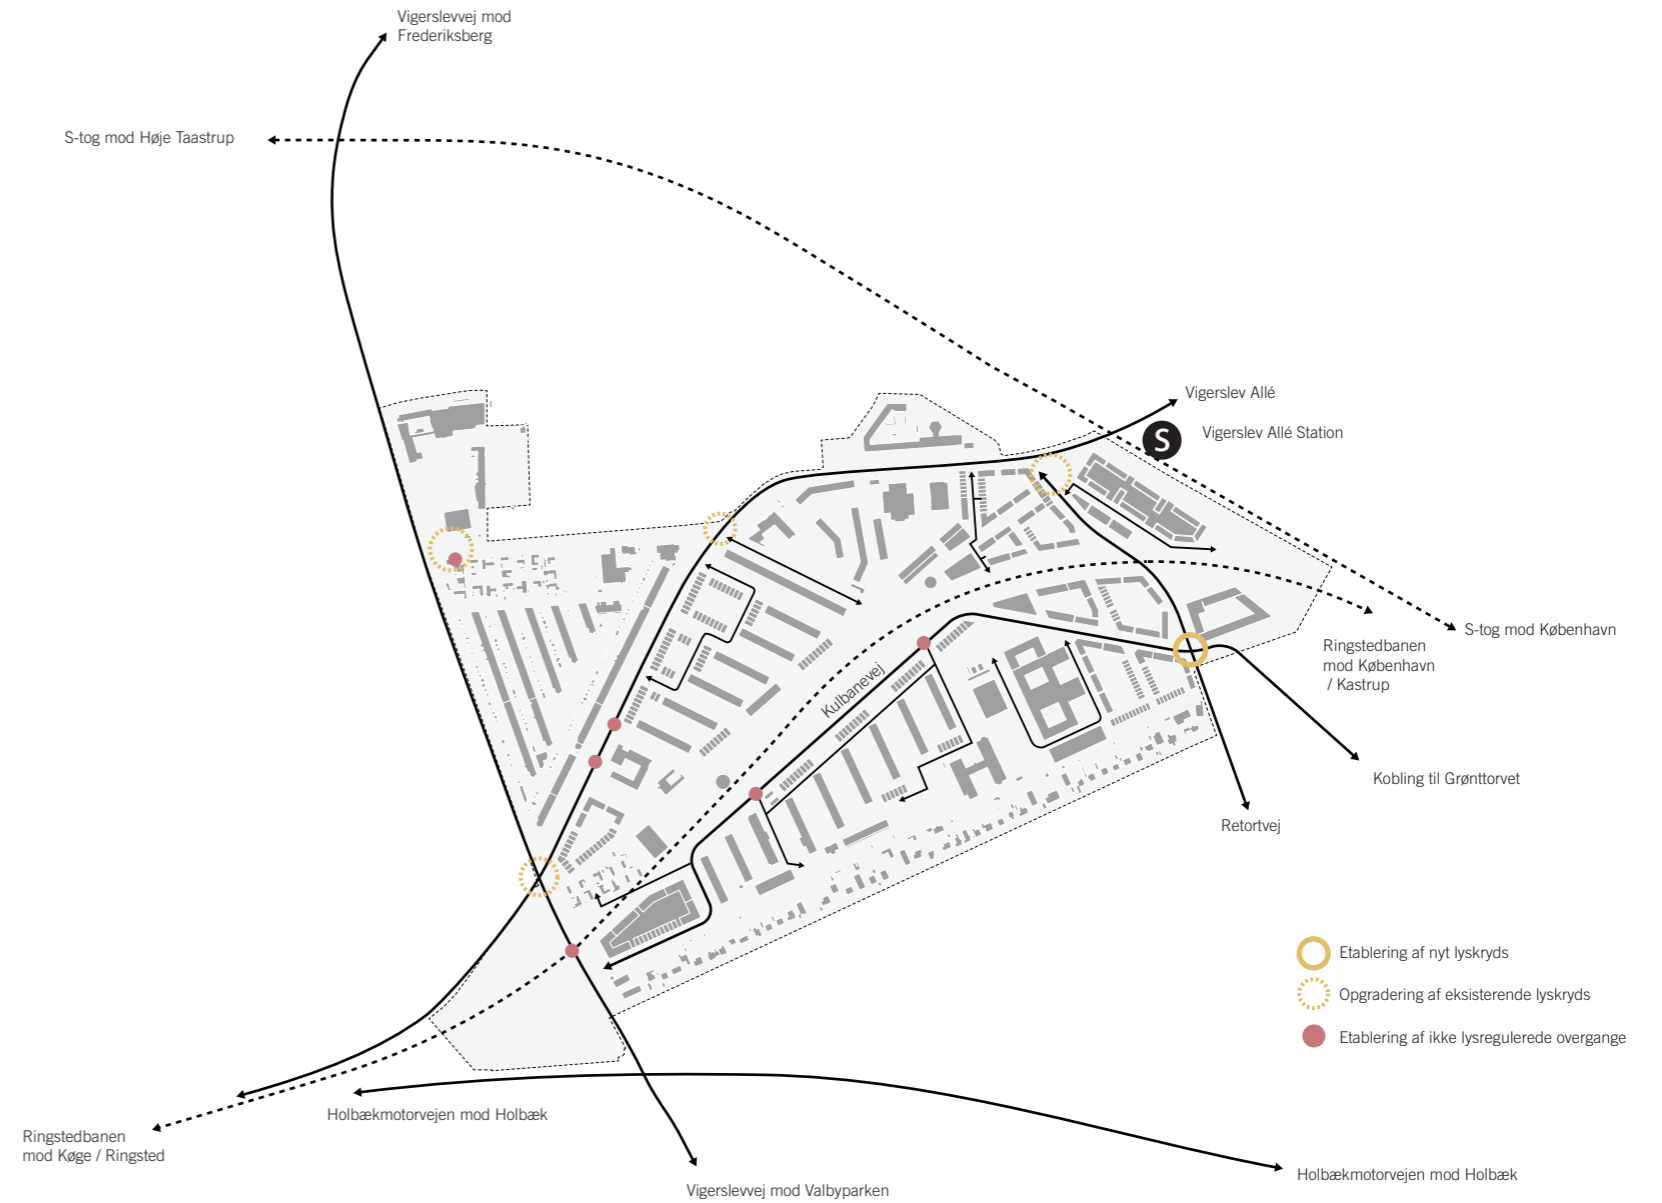 Vigerslevvej mod
Frederiksberg
S-tog mod Høje Taastrup
Vigerslev Allé
S
Vigerslev Allé Station
S-tog mod København
Ringstedbanen
mod København
/ Kastrup
Kulbanevej
Kobling til Grønttorvet
Retortvej
Etablering af nyt lyskryds
Opgradering af eksisterende lyskryds
Etablering af ikke lysregulerede overgange
Holbækmotorvejen mod Holbæk
Ringstedbanen
mod Køge / Ringsted
Holbækmotorvejen mod Holbæk
Vigerslevvej mod Valbyparken